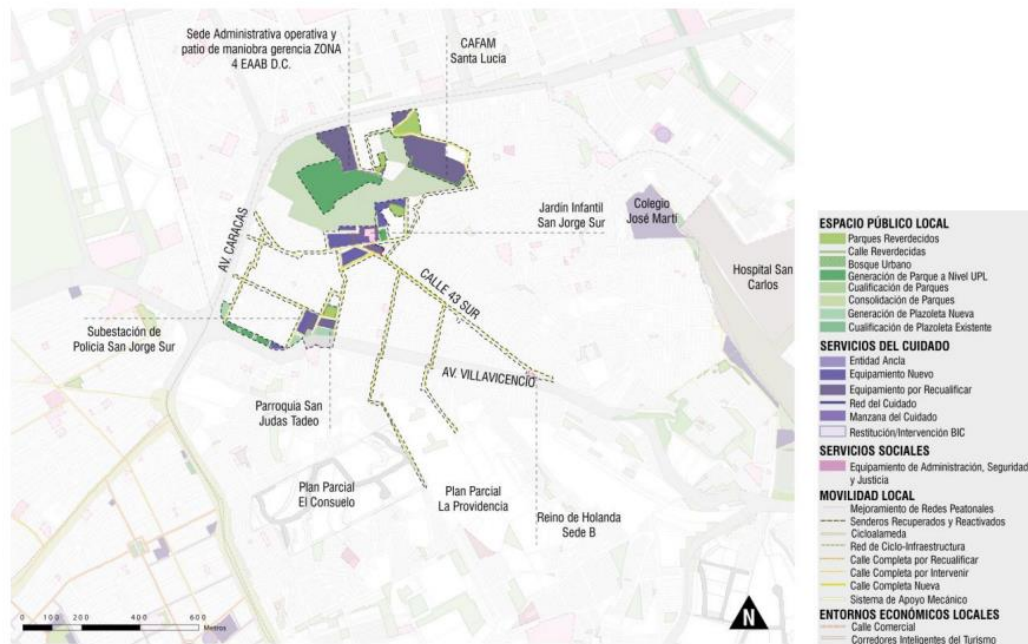 Sede Administrativa operativa y
patio de maniobra gerencia ZONA
4 EAAB D.C.
CAFAM
Santa Lucia
Jardín Infantil
San Jorge Sur
Colegio
José Martí
Hospital San
Carlos
AV. CARACAS
CALLE 43 SUR
AV. VILLAVICENCIO
Subestación de
Policía San Jorge Sur
Parroquia San
Judas Tadeo
Plan Parcial
El Consuelo
Plan Parcial
La Providencia
Reino de Holanda
Sede B
0 100 200 400 600
Metros
N
ESPACIO PÚBLICO LOCAL
Parques Reverdecidos
Calle Reverdecidas
Bosque Urbano
Generación de Parque a Nivel UPL
Cualificación de Parques
Consolidación de Parques
Generación de Plazoleta Nueva
Cualificación de Plazoleta Existente
SERVICIOS DEL CUIDADO
Entidad Ancla
Equipamiento Nuevo
Equipamiento por Recualificar
Red del Cuidado
Manzana del Cuidado
Restitución/Intervención BIC
SERVICIOS SOCIALES
Equipamiento de Administración, Seguridad
y Justicia
MOVILIDAD LOCAL
Mejoramiento de Redes Peatonales
Senderos Recuperados y Reactivados
Cicloalameda
Red de Ciclo-Infraestructura
Calle Completa por Recualificar
Calle Completa por Intervenir
Calle Completa Nueva
Sistema de Apoyo Mecánico
ENTORNOS ECONÓMICOS LOCALES
Calle Comercial
Corredores Inteligentes del Turismo